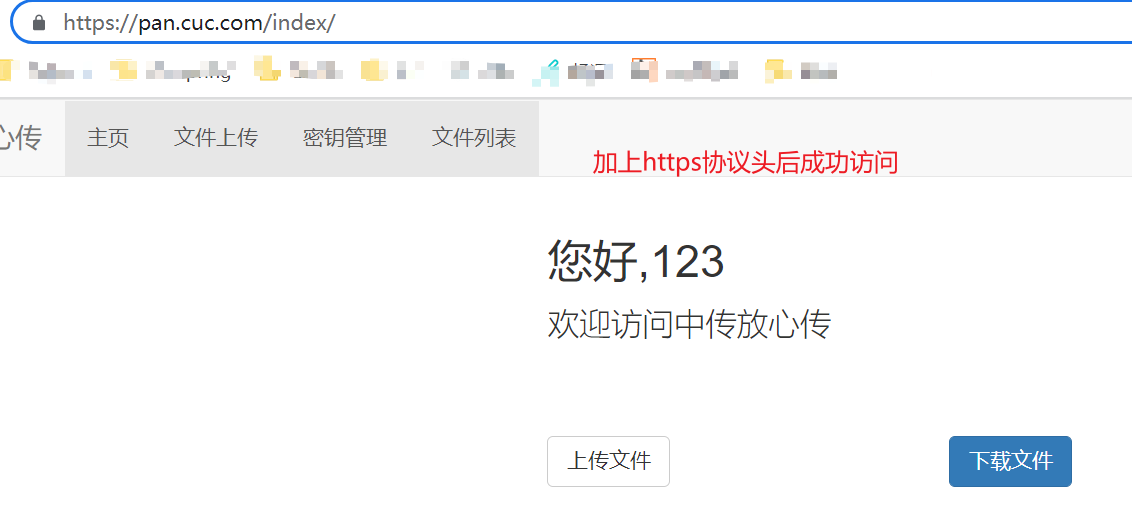 https://pan.cuc.com/index/
心传 主页 文件上传 密钥管理 文件列表
加上https协议头后成功访问
您好,123
欢迎访问中传放心传
上传文件 下载文件